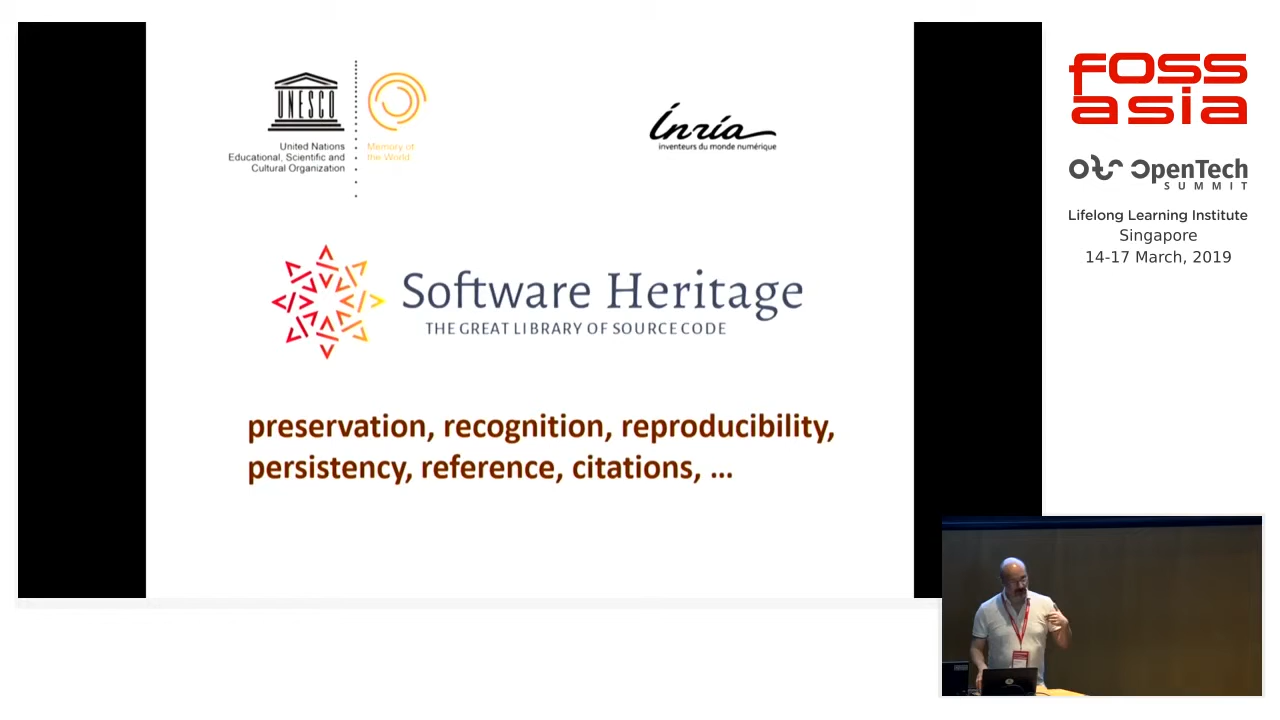 UNESCO
United Nations
Educational, Scientific and
Cultural Organization
Memory of
the World
inria
inventeurs du monde numérique
Software Heritage
THE GREAT LIBRARY OF SOURCE CODE
preservation, recognition, reproducibility,
persistency, reference, citations, ...
fossasia
OpenTech
SUMMIT
Lifelong Learning Institute
Singapore
14-17 March, 2019